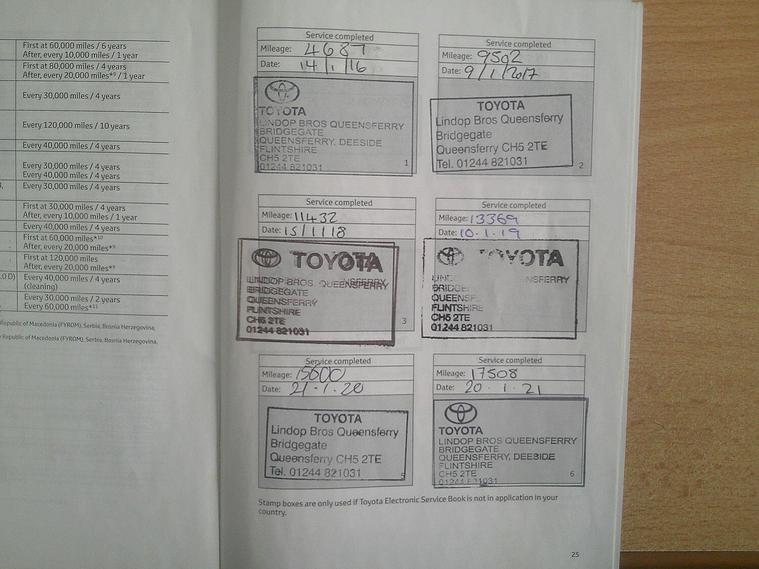 First at 60,000 miles / 6 years
After, every 10,000 miles / 1 year
First at 80,000 miles / 4 years
After, every 20,000 miles*⁹ / 1 year
Every 30,000 miles / 4 years
Every 120,000 miles / 10 years
Every 40,000 miles / 4 years
Every 30,000 miles / 4 years
Every 40,000 miles / 4 years
Every 30,000 miles / 4 years
First at 30,000 miles / 4 years
After, every 10,000 miles / 1 year
Every 40,000 miles / 4 years
First at 60,000 miles*¹⁰
After, every 20,000 miles*⁹
First at 120,000 miles
After, every 20,000 miles*⁹
.0 D) Every 40,000 miles / 4 years
(cleaning)
Every 30,000 miles / 2 years
Every 60,000 miles*¹¹
Republic of Macedonia (FYROM), Serbia, Bosnia Herzegovina,
Republic of Macedonia (FYROM), Serbia, Bosnia Herzegovina,
Service completed
Mileage: 4687
Date: 14/1/16
TOYOTA
LINDOP BROS QUEENSFERRY
BRIDGEGATE
QUEENSFERRY, DEESIDE
FLINTSHIRE
CH5 2TE
01244 821031
1
Service completed
Mileage: 9502
Date: 9/1/2017
TOYOTA
Lindop Bros Queensferry
Bridgegate
Queensferry CH5 2TE
Tel. 01244 821031
2
Service completed
Mileage: 11432
Date: 15/1/18
TOYOTA
LINDOP BROS. QUEENSFERRY
BRIDGEGATE
QUEENSFERRY
FLINTSHIRE
CH5 2TE
01244 821031
3
Service completed
Mileage: 13369
Date: 10.1.19
TOYOTA
FLINTSHIRE
CH5 2TE
01244 821031
Service completed
Mileage: 15600
Date: 21.1.20
TOYOTA
Lindop Bros Queensferry
Bridgegate
Queensferry CH5 2TE
Tel. 01244 821031
5
Service completed
Mileage: 17508
Date: 20.1.21
TOYOTA
LINDOP BROS QUEENSFERRY
BRIDGEGATE
QUEENSFERRY, DEESIDE
FLINTSHIRE
CH5 2TE
01244 821031
6
Stamp boxes are only used if Toyota Electronic Service Book is not in application in your
country.
25